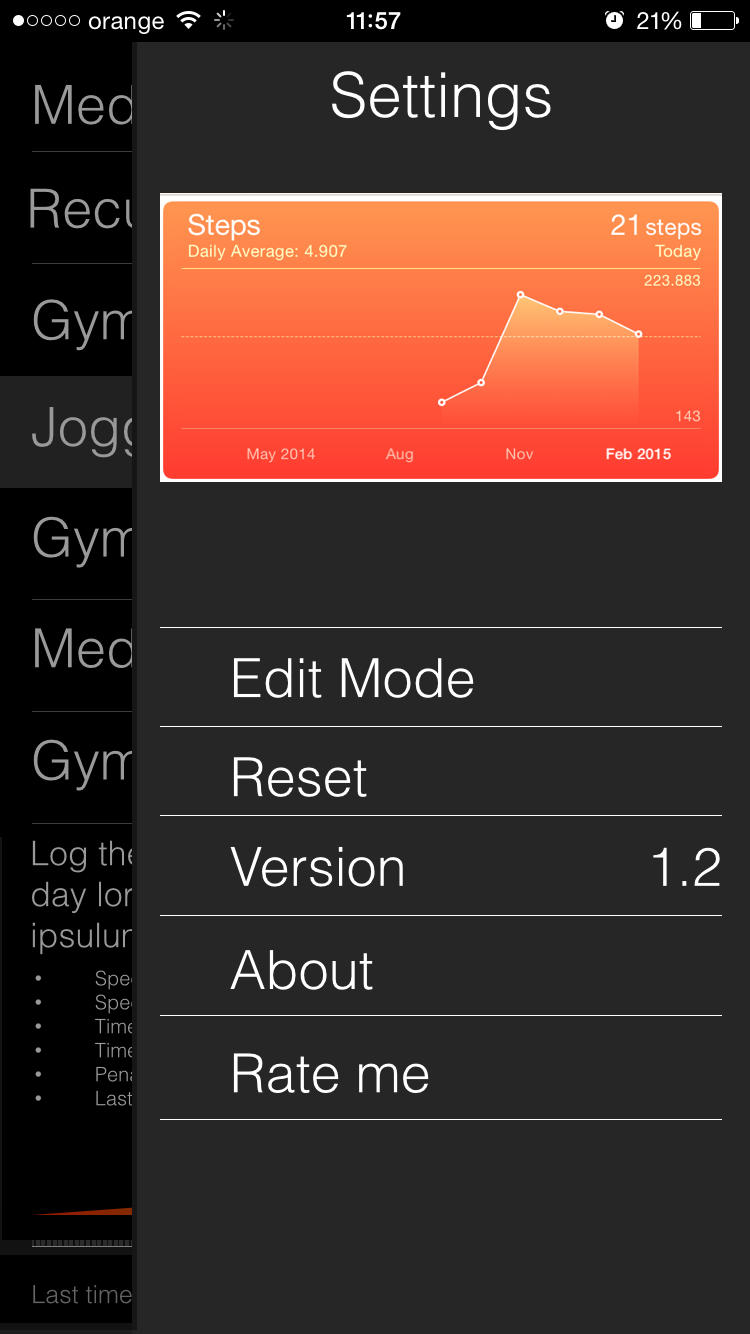 orange 11:57 21%
Settings
Steps 21 steps
Daily Average: 4.907 Today
223.883
143
May 2014 Aug Nov Feb 2015
Edit Mode
Reset
Version 1.2
About
Rate me
Med
Recu
Gym
Jogg
Gym
Med
Gym
Log the
day lor
ipsulum
• Spe
• Spe
• Time
• Time
• Pena
• Last
Last time